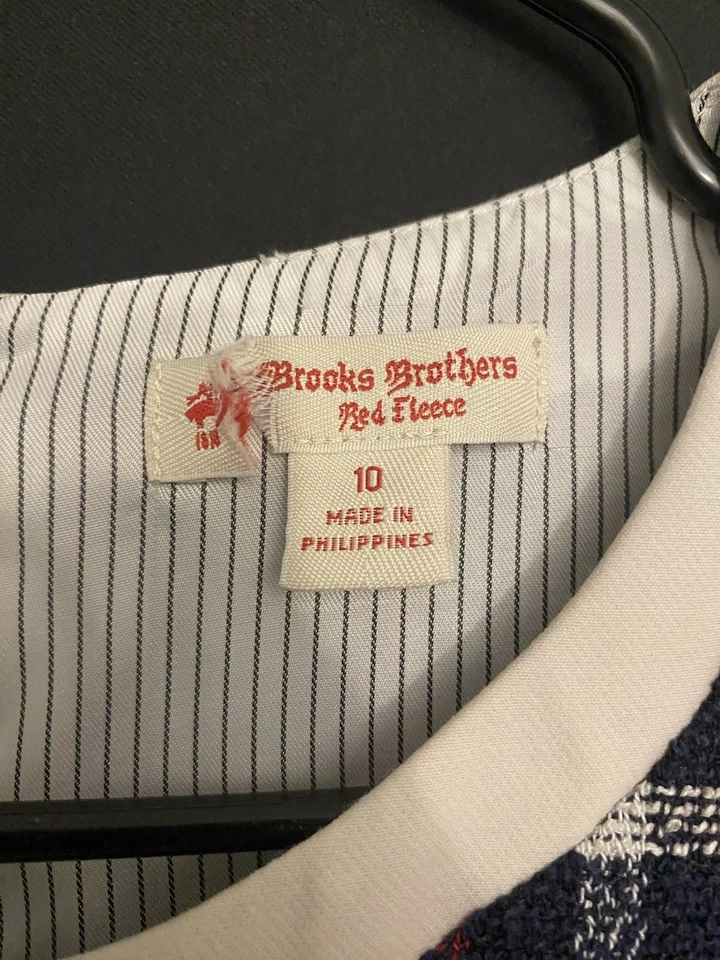 Brooks Brothers
Red Fleece
10
MADE IN
PHILIPPINES